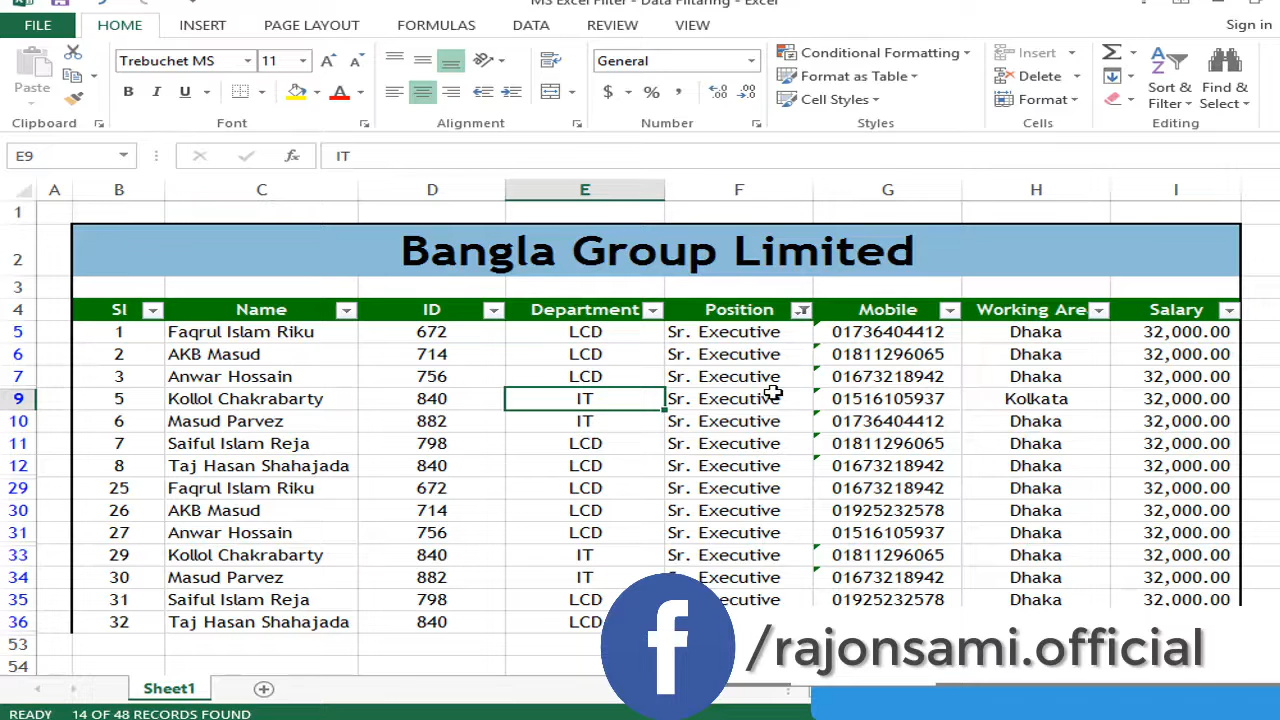 MS Excel Filter - Data Filtaring - Excel
FILE HOME INSERT PAGE LAYOUT FORMULAS DATA REVIEW VIEW Sign in
Trebuchet MS 11 General Conditional Formatting Insert
Format as Table Delete
Paste B I U $ % , Cell Styles Format Sort & Filter Find & Select
Clipboard Font Alignment Number Styles Cells Editing
E9 fx IT
A B C D E F G H I
1
2 Bangla Group Limited
3
4 Sl Name ID Department Position Mobile Working Are Salary
5 1 Faqrul Islam Riku 672 LCD Sr. Executive 01736404412 Dhaka 32,000.00
6 2 AKB Masud 714 LCD Sr. Executive 01811296065 Dhaka 32,000.00
7 3 Anwar Hossain 756 LCD Sr. Executive 01673218942 Dhaka 32,000.00
9 5 Kollol Chakrabarty 840 IT Sr. Executive 01516105937 Kolkata 32,000.00
10 6 Masud Parvez 882 IT Sr. Executive 01736404412 Dhaka 32,000.00
11 7 Saiful Islam Reja 798 LCD Sr. Executive 01811296065 Dhaka 32,000.00
12 8 Taj Hasan Shahajada 840 LCD Sr. Executive 01673218942 Dhaka 32,000.00
29 25 Faqrul Islam Riku 672 LCD Sr. Executive 01673218942 Dhaka 32,000.00
30 26 AKB Masud 714 LCD Sr. Executive 01925232578 Dhaka 32,000.00
31 27 Anwar Hossain 756 LCD Sr. Executive 01516105937 Dhaka 32,000.00
33 29 Kollol Chakrabarty 840 IT Sr. Executive 01811296065 Dhaka 32,000.00
34 30 Masud Parvez 882 IT Sr. Executive 01673218942 Dhaka 32,000.00
35 31 Saiful Islam Reja 798 LCD Executive 01925232578 Dhaka 32,000.00
36 32 Taj Hasan Shahajada 840 LCD
53
54
f /rajonsami.official
Sheet1
READY 14 OF 48 RECORDS FOUND